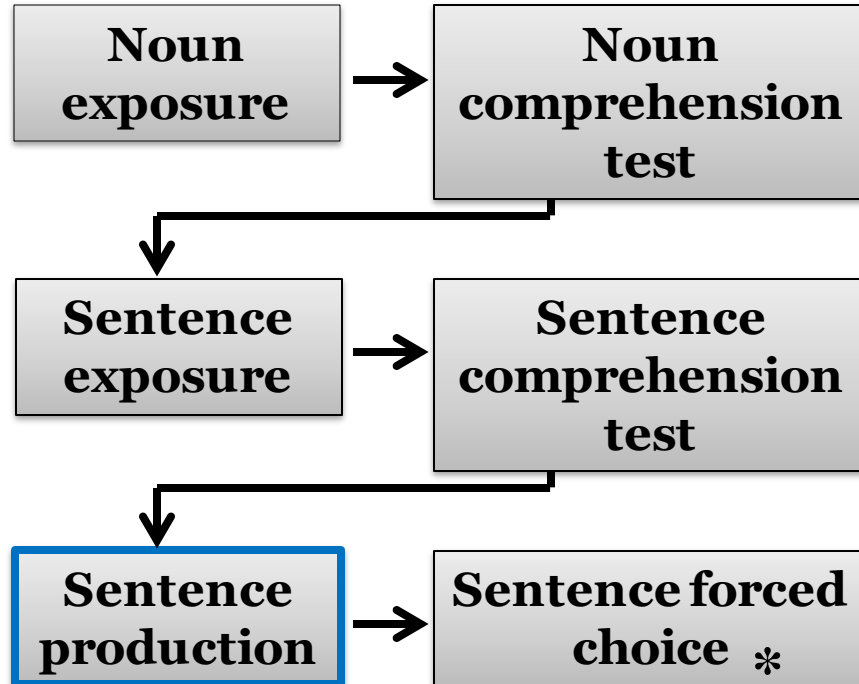 Noun
exposure
Noun
comprehension
test
Sentence
exposure
Sentence
comprehension
test
Sentence
production
Sentence forced
choice *